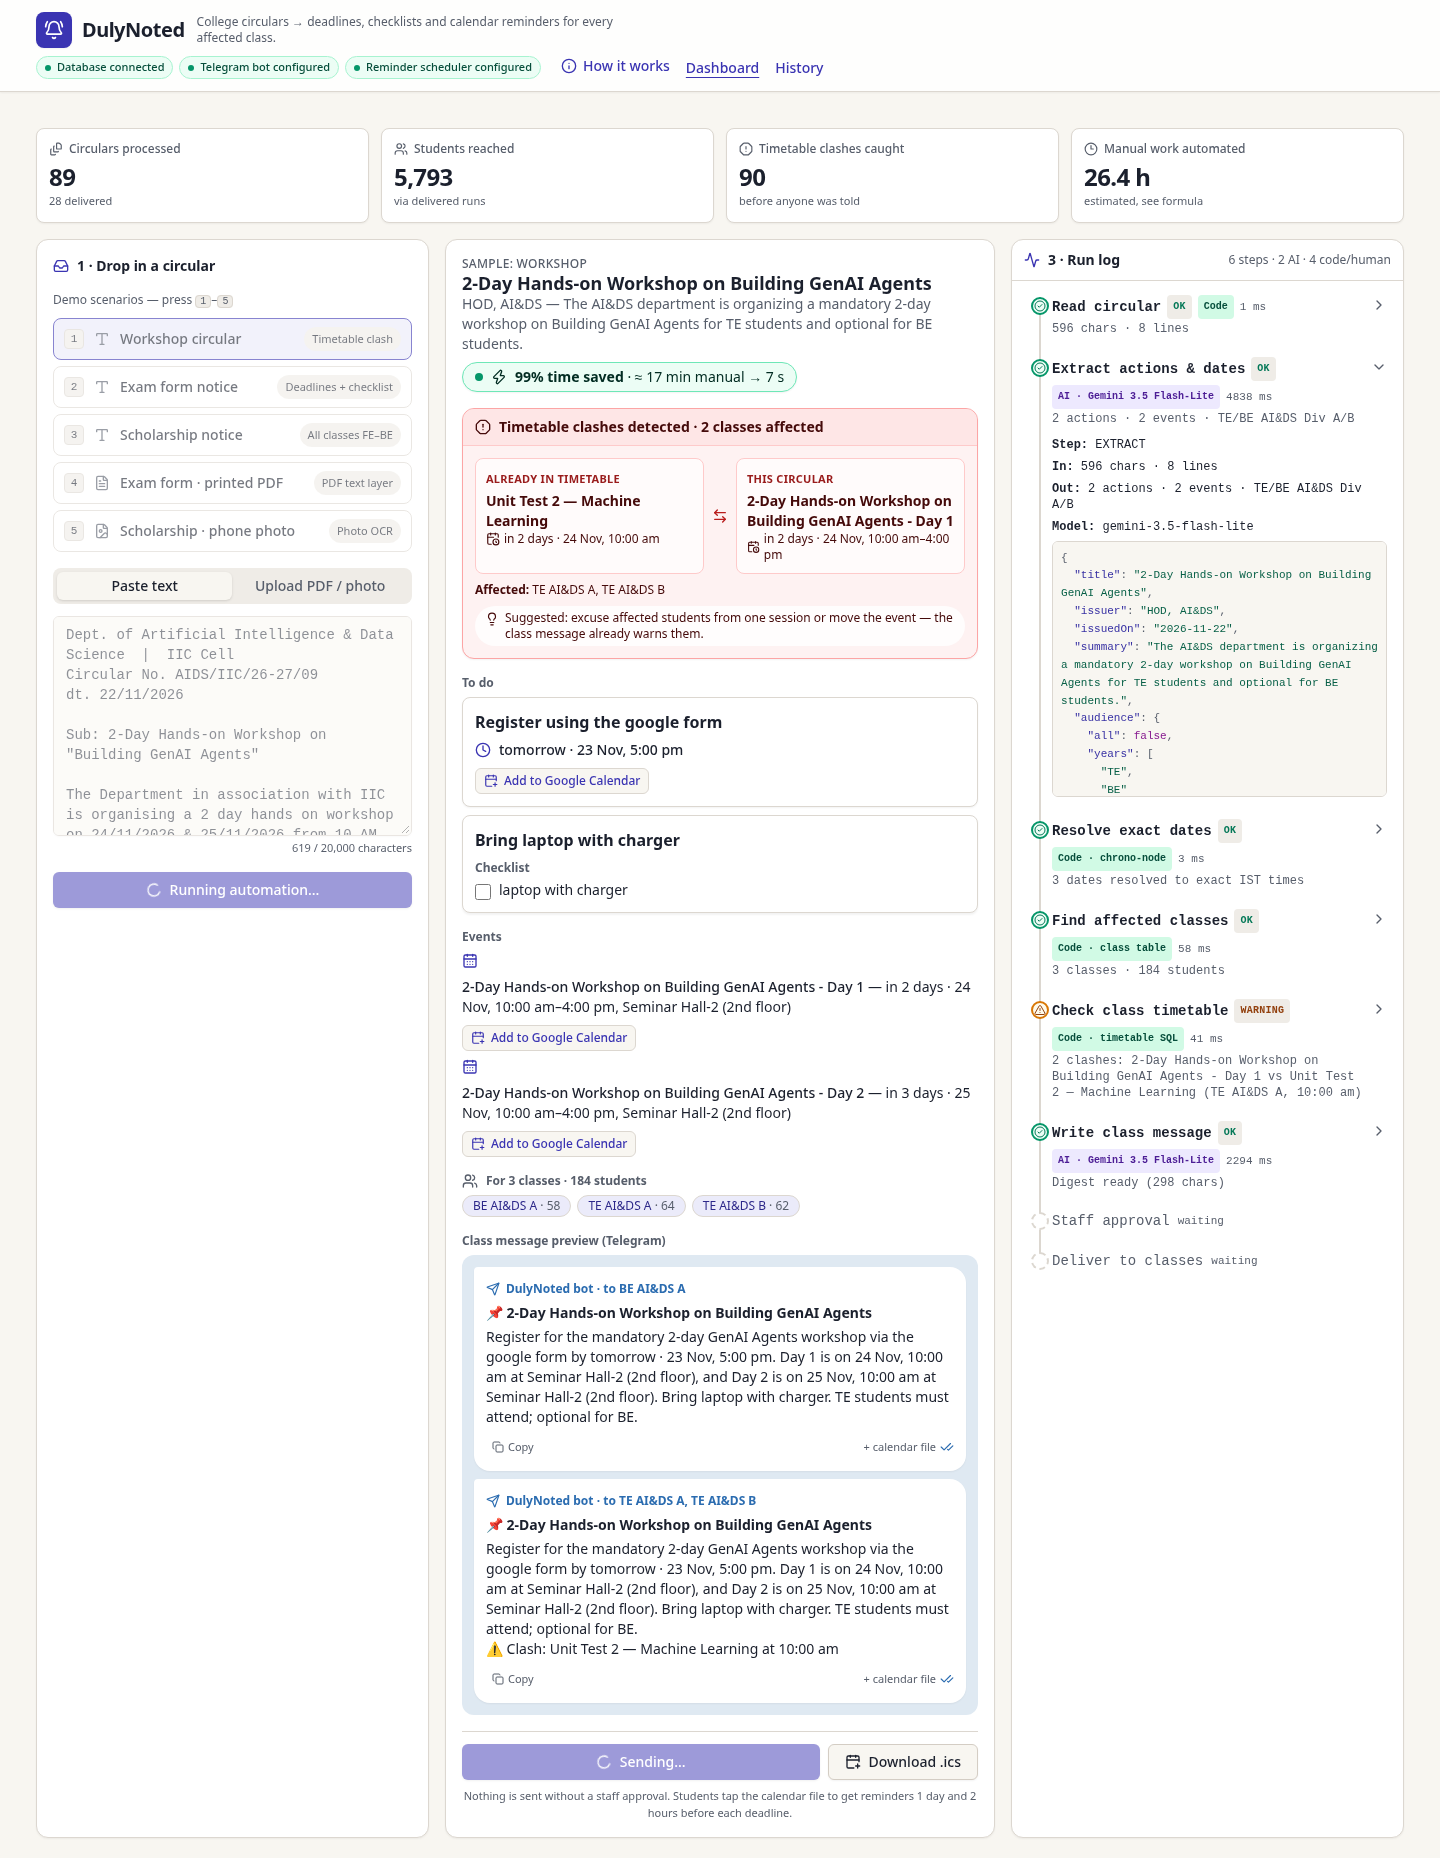 DulyNoted
College circulars → deadlines, checklists and calendar reminders for every
affected class.
Database connected
Telegram bot configured
Reminder scheduler configured
How it works
Dashboard
History
Circulars processed
89
28 delivered
Students reached
5,793
via delivered runs
Timetable clashes caught
90
before anyone was told
Manual work automated
26.4 h
estimated, see formula
1 · Drop in a circular
Demo scenarios — press 1–5
1 Workshop circular Timetable clash
2 Exam form notice Deadlines + checklist
3 Scholarship notice All classes FE–BE
4 Exam form · printed PDF PDF text layer
5 Scholarship · phone photo Photo OCR
Paste text
Upload PDF / photo
Dept. of Artificial Intelligence & Data
Science | IIC Cell
Circular No. AIDS/IIC/26-27/09
dt. 22/11/2026
Sub: 2-Day Hands-on Workshop on
"Building GenAI Agents"
The Department in association with IIC
is organising a 2 day hands on workshop
on 24/11/2026 & 25/11/2026 from 10 AM
619 / 20,000 characters
Running automation...
SAMPLE: WORKSHOP
2-Day Hands-on Workshop on Building GenAI Agents
HOD, AI&DS — The AI&DS department is organizing a mandatory 2-day
workshop on Building GenAI Agents for TE students and optional for BE
students.
99% time saved · ≈ 17 min manual → 7 s
Timetable clashes detected · 2 classes affected
ALREADY IN TIMETABLE
Unit Test 2 — Machine
Learning
in 2 days · 24 Nov, 10:00 am
THIS CIRCULAR
2-Day Hands-on Workshop on
Building GenAI Agents - Day 1
in 2 days · 24 Nov, 10:00 am–4:00
pm
Affected: TE AI&DS A, TE AI&DS B
Suggested: excuse affected students from one session or move the event — the
class message already warns them.
To do
Register using the google form
tomorrow · 23 Nov, 5:00 pm
Add to Google Calendar
Bring laptop with charger
Checklist
laptop with charger
Events
2-Day Hands-on Workshop on Building GenAI Agents - Day 1 — in 2 days · 24
Nov, 10:00 am–4:00 pm, Seminar Hall-2 (2nd floor)
Add to Google Calendar
2-Day Hands-on Workshop on Building GenAI Agents - Day 2 — in 3 days · 25
Nov, 10:00 am–4:00 pm, Seminar Hall-2 (2nd floor)
Add to Google Calendar
For 3 classes · 184 students
BE AI&DS A · 58
TE AI&DS A · 64
TE AI&DS B · 62
Class message preview (Telegram)
DulyNoted bot · to BE AI&DS A
📌 2-Day Hands-on Workshop on Building GenAI Agents
Register for the mandatory 2-day GenAI Agents workshop via the
google form by tomorrow · 23 Nov, 5:00 pm. Day 1 is on 24 Nov, 10:00
am at Seminar Hall-2 (2nd floor), and Day 2 is on 25 Nov, 10:00 am at
Seminar Hall-2 (2nd floor). Bring laptop with charger. TE students must
attend; optional for BE.
Copy
+ calendar file
DulyNoted bot · to TE AI&DS A, TE AI&DS B
📌 2-Day Hands-on Workshop on Building GenAI Agents
Register for the mandatory 2-day GenAI Agents workshop via the
google form by tomorrow · 23 Nov, 5:00 pm. Day 1 is on 24 Nov, 10:00
am at Seminar Hall-2 (2nd floor), and Day 2 is on 25 Nov, 10:00 am at
Seminar Hall-2 (2nd floor). Bring laptop with charger. TE students must
attend; optional for BE.
⚠️ Clash: Unit Test 2 — Machine Learning at 10:00 am
Copy
+ calendar file
Sending...
Download .ics
Nothing is sent without a staff approval. Students tap the calendar file to get reminders 1 day and 2
hours before each deadline.
3 · Run log
6 steps · 2 AI · 4 code/human
Read circular OK Code 1 ms
596 chars · 8 lines
Extract actions & dates OK
AI · Gemini 3.5 Flash-Lite 4838 ms
2 actions · 2 events · TE/BE AI&DS Div A/B
Step: EXTRACT
In: 596 chars · 8 lines
Out: 2 actions · 2 events · TE/BE AI&DS Div
A/B
Model: gemini-3.5-flash-lite
{
"title": "2-Day Hands-on Workshop on Building
GenAI Agents",
"issuer": "HOD, AI&DS",
"issuedOn": "2026-11-22",
"summary": "The AI&DS department is organizing
a mandatory 2-day workshop on Building GenAI
Agents for TE students and optional for BE
students.",
"audience": {
"all": false,
"years": [
"TE",
"BE"
Resolve exact dates OK
Code · chrono-node 3 ms
3 dates resolved to exact IST times
Find affected classes OK
Code · class table 58 ms
3 classes · 184 students
Check class timetable WARNING
Code · timetable SQL 41 ms
2 clashes: 2-Day Hands-on Workshop on
Building GenAI Agents - Day 1 vs Unit Test
2 — Machine Learning (TE AI&DS A, 10:00 am)
Write class message OK
AI · Gemini 3.5 Flash-Lite 2294 ms
Digest ready (298 chars)
Staff approval waiting
Deliver to classes waiting